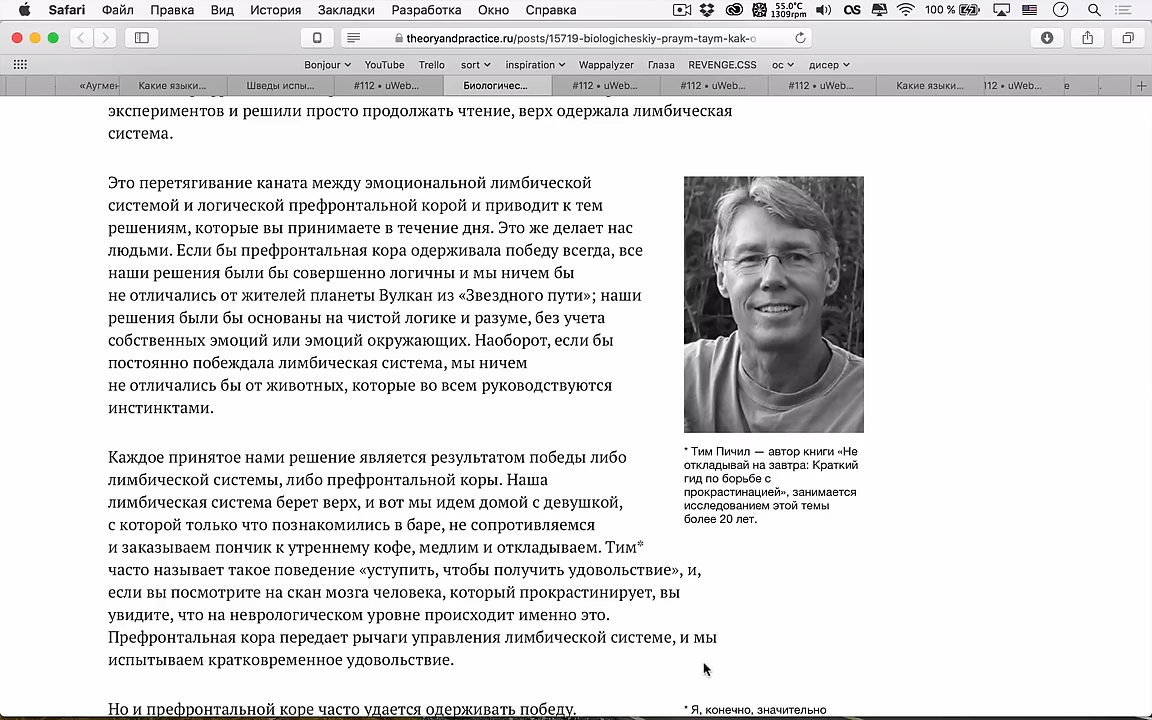 Safari Файл Правка Вид История Закладки Разработка Окно Справка 55.0°C 1309rpm 100 %
theoryandpractice.ru/posts/15719-biologicheskiy-praym-taym-kak-o
Bonjour YouTube Trello sort inspiration Wappalyzer Глаза REVENGE.CSS ос дисер
«Аугмен Какие языки... Шведы испы... #112 • uWeb... Биологичес... #112 • uWeb... #112 • uWeb... #112 • uWeb... Какие языки... 112 • uWeb... е
экспериментов и решили просто продолжать чтение, верх одержала лимбическая
система.
Это перетягивание каната между эмоциональной лимбической
системой и логической префронтальной корой и приводит к тем
решениям, которые вы принимаете в течение дня. Это же делает нас
людьми. Если бы префронтальная кора одерживала победу всегда, все
наши решения были бы совершенно логичны и мы ничем бы
не отличались от жителей планеты Вулкан из «Звездного пути»; наши
решения были бы основаны на чистой логике и разуме, без учета
собственных эмоций или эмоций окружающих. Наоборот, если бы
постоянно побеждала лимбическая система, мы ничем
не отличались бы от животных, которые во всем руководствуются
инстинктами.
Каждое принятое нами решение является результатом победы либо
лимбической системы, либо префронтальной коры. Наша
лимбическая система берет верх, и вот мы идем домой с девушкой,
с которой только что познакомились в баре, не сопротивляемся
и заказываем пончик к утреннему кофе, медлим и откладываем. Тим*
часто называет такое поведение «уступить, чтобы получить удовольствие», и,
если вы посмотрите на скан мозга человека, который прокрастинирует, вы
увидите, что на неврологическом уровне происходит именно это.
Префронтальная кора передает рычаги управления лимбической системе, и мы
испытываем кратковременное удовольствие.
Но и префронтальной коре часто удается одерживать победу.
* Тим Пичил — автор книги «Не
откладывай на завтра: Краткий
гид по борьбе с
прокрастинацией», занимается
исследованием этой темы
более 20 лет.
* Я, конечно, значительно